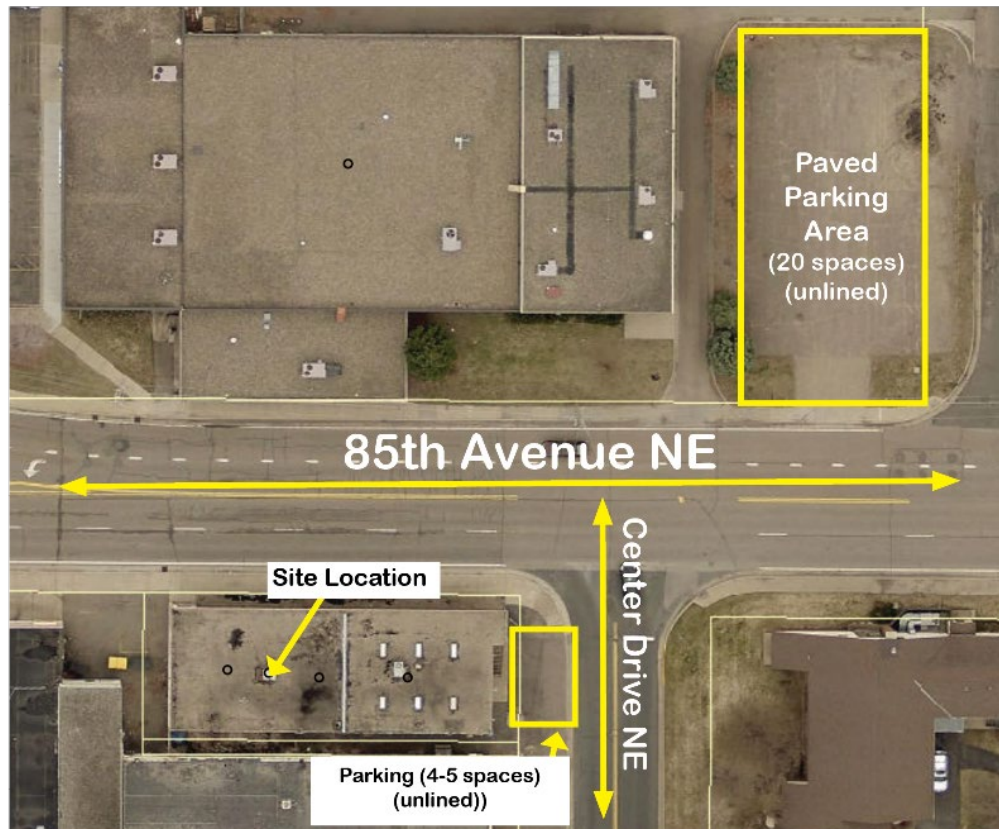 Paved
Parking
Area
(20 spaces)
(unlined)
85th Avenue NE
Center Drive NE
Site Location
Parking (4-5 spaces)
(unlined))